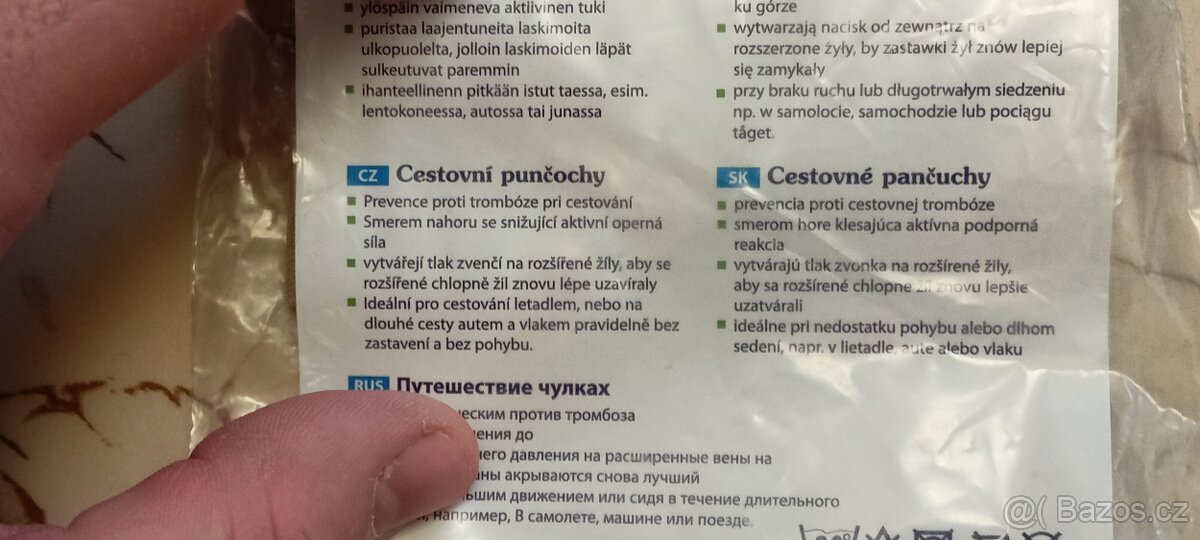 ylöspäin vaimeneva aktiivinen tuki
puristaa laajentuneita laskimoita
ulkopuolelta, jolloin laskimoiden läpät
sulkeutuvat paremmin
ihanteellinenn pitkään istut taessa, esim.
lentokoneessa, autossa tai junassa
ku górze
wytwarzają nacisk od zewnątrz na
rozszerzone żyły, by zastawki żył znów lepiej
się zamykały
przy braku ruchu lub długotrwałym siedzeniu
np. w samolocie, samochodzie lub pociągu
tåget.
CZ Cestovní punčochy
Prevence proti trombóze při cestování
Smerem nahoru se snižující aktivní operná
síla
vytvářejí tlak zvenčí na rozšířené žíly, aby se
rozšířené chlopně žil znovu lépe uzavíraly
Ideální pro cestování letadlem, nebo na
dlouhé cesty autem a vlakem pravidelně bez
zastavení a bez pohybu.
SK Cestovné pančuchy
prevencia proti cestovnej trombóze
smerom hore klesajúca aktívna podporná
reakcia
vytvárajú tlak zvonka na rozšírené žily,
aby sa rozšírené chlopne žil znovu lepšie
uzatvárali
ideálne pri nedostatku pohybu alebo dlhom
sedení, napr. v lietadle, aute alebo vlaku
RUS Путешествие чулках
ческим против тромбоза
ения до
него давления на расширенные вены на
ны акрываются снова лучший
ьшим движением или сидя в течение длительного
например, В самолете, машине или поезде.
@( Bazos.cz